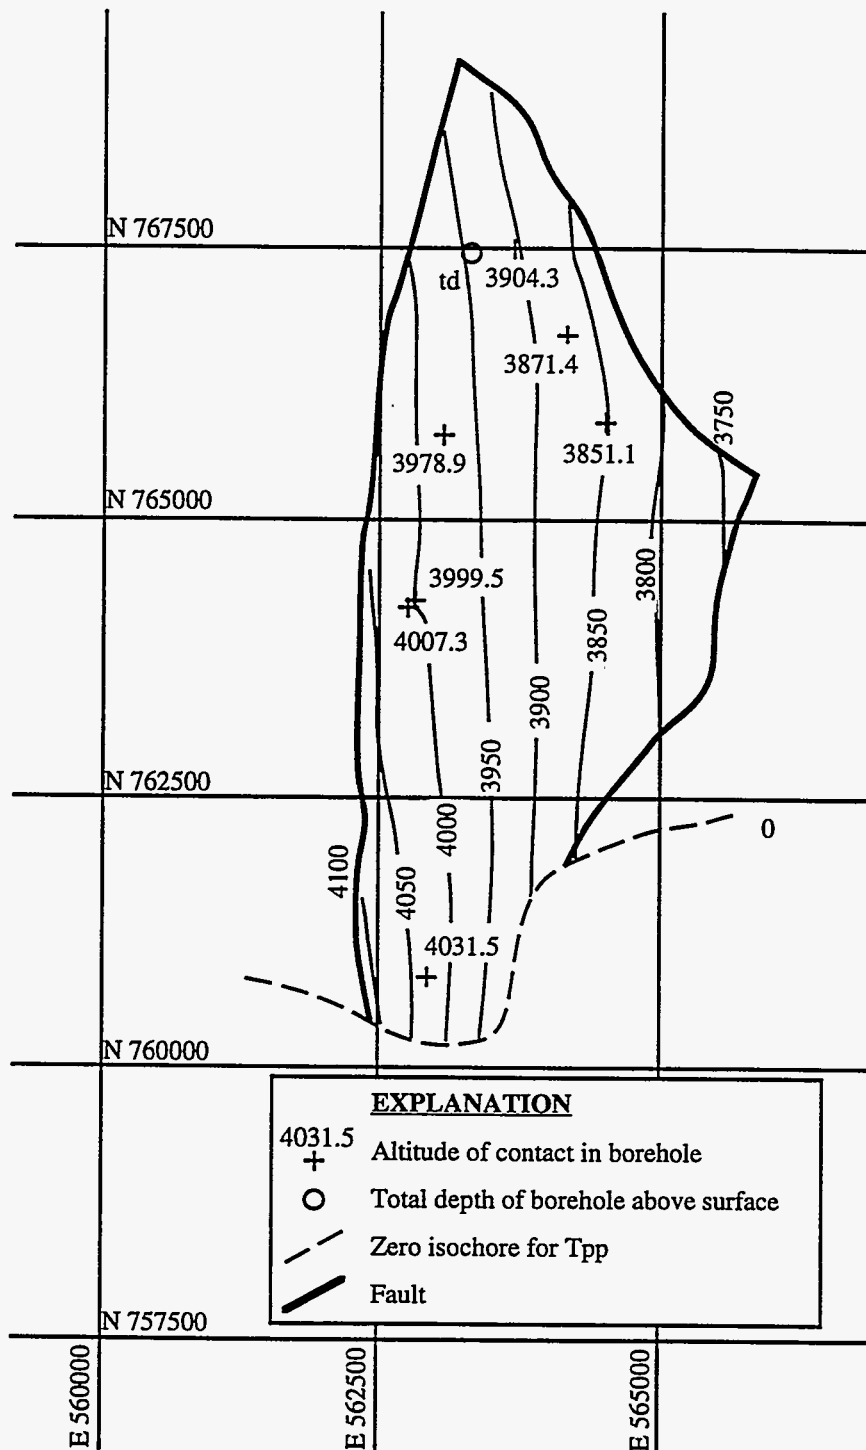 N 767500
td
3904.3
3871.4
3750
3978.9
3851.1
N 765000
3999.5
3800
4007.3
3850
3900
3950
N 762500
4000
0
4100
4050
4031.5
N 760000
EXPLANATION
4031.5
Altitude of contact in borehole
Total depth of borehole above surface
Zero isochore for Tpp
Fault
N 757500
E 560000
E 562500
E 565000